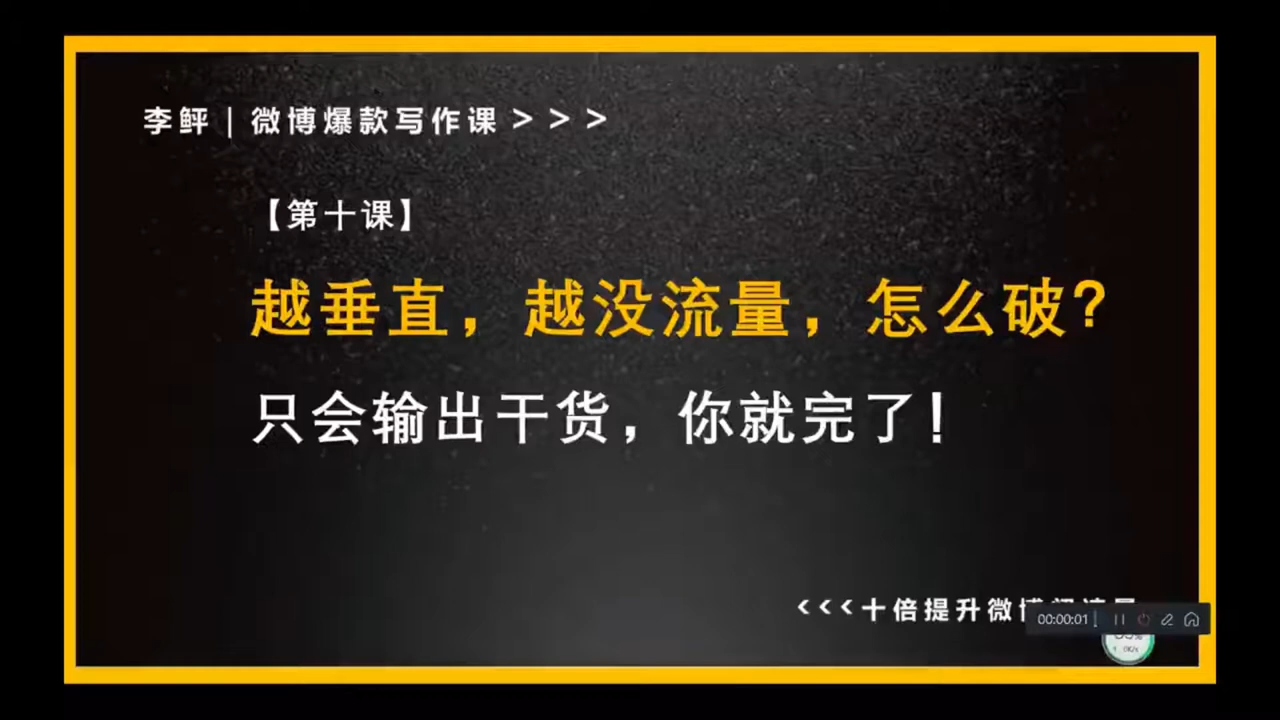 李鲆 | 微博爆款写作课 > > >
【第十课】
越垂直，越没流量，怎么破?
只会输出干货，你就完了!
<<<十倍提升微博
00:00:01
0K/s